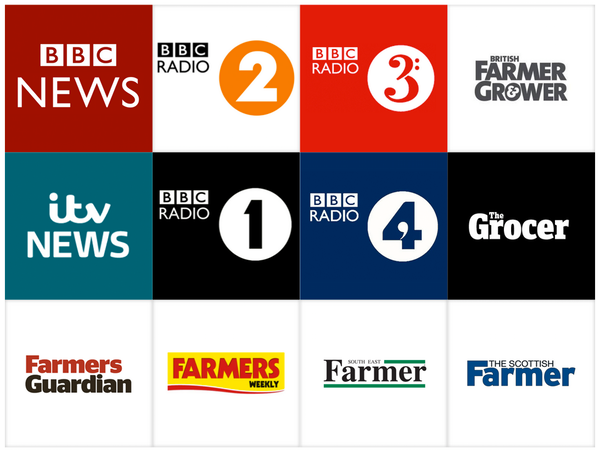 BBC
NEWS
BBC
RADIO
2
BBC
RADIO
3
BRITISH
FARMER
& GROWER
itv
NEWS
BBC
RADIO
1
BBC
RADIO
4
The
Grocer
Farmers
Guardian
FARMERS
WEEKLY
SOUTH EAST
Farmer
THE SCOTTISH
Farmer